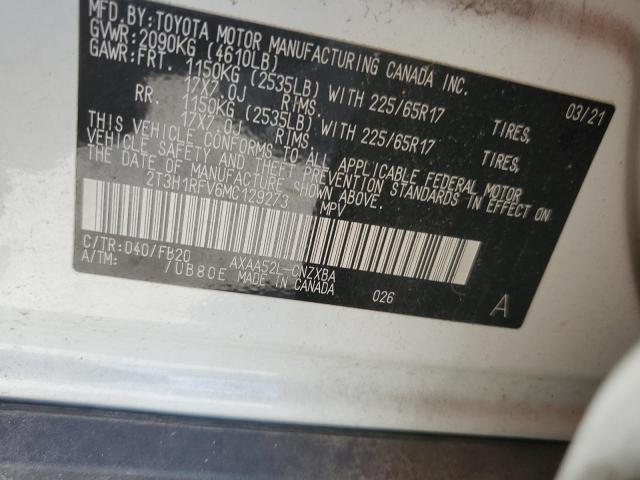 MFD.BY:TOYOTA MOTOR MANUFACTURING CANADA INC.
GVWR:2090KG (4610LB) 03/21
GAWR:FRT. 1150KG (2535LB) WITH 225/65R17 TIRES,
17X7.0J RIMS,
RR. 1150KG (2535LB) WITH 225/65R17 TIRES,
17X7.0J RIMS
THIS VEHICLE CONFORMS TO ALL APPLICABLE FEDERAL MOTOR
VEHICLE SAFETY STANDARDS IN EFFECT ON
THE DATE OF MANUFACTURE SHOWN ABOVE.
2T3H1RFV6MC129273 MPV
C/TR:040/FB20 AXAA52L-CNZXBA
A/TM: /UB80E MADE IN CANADA 026 A